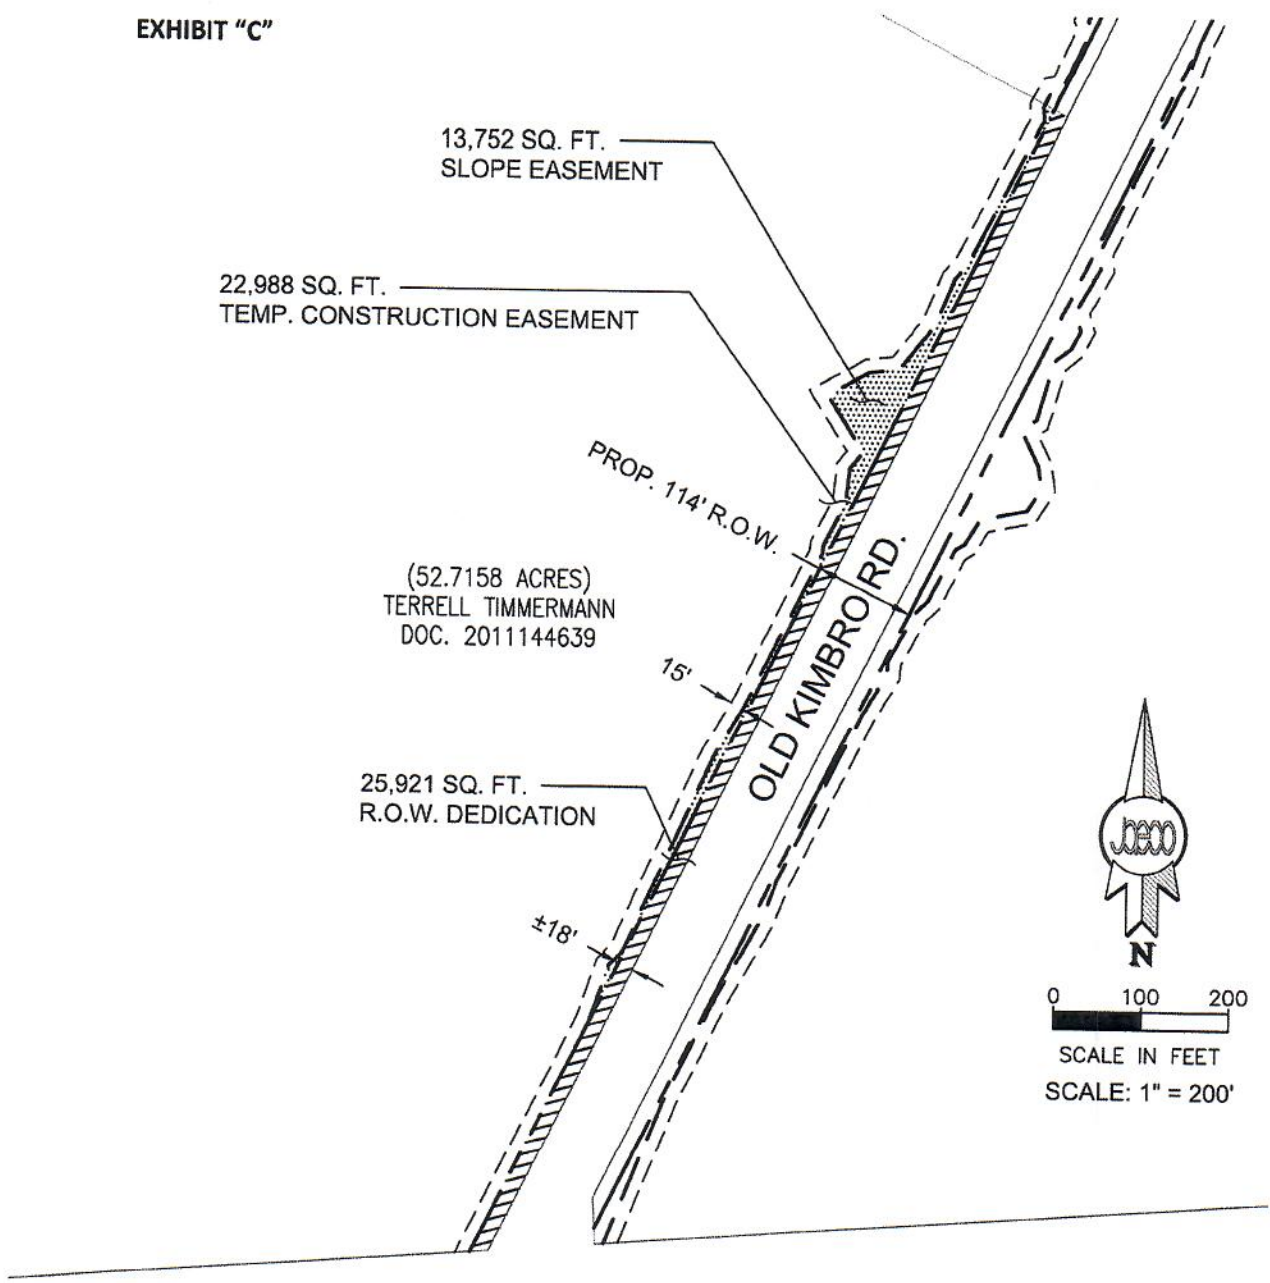 EXHIBIT “C”
13,752 SQ. FT.
SLOPE EASEMENT
22,988 SQ. FT.
TEMP. CONSTRUCTION EASEMENT
PROP. 114' R.O.W.
OLD KIMBRO RD.
(52.7158 ACRES)
TERRELL TIMMERMANN
DOC. 2011144639
15'
25,921 SQ. FT.
R.O.W. DEDICATION
±18'
Jaeco
N
0 100 200
SCALE IN FEET
SCALE: 1" = 200'